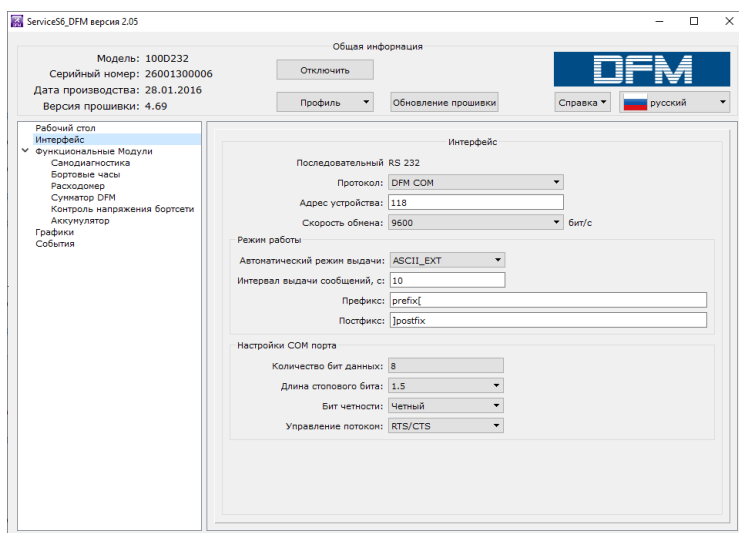 ServiceS6_DFM версия 2.05
Общая информация
Модель: 100D232
Серийный номер: 26001300006
Дата производства: 28.01.2016
Версия прошивки: 4.69
Отключить
Профиль
Обновление прошивки
DFM
Справка
русский
Рабочий стол
Интерфейс
Функциональные Модули
Самодиагностика
Бортовые часы
Расходомер
Сумматор DFM
Контроль напряжения бортсети
Аккумулятор
Графики
События
Интерфейс
Последовательный RS 232
Протокол: DFM COM
Адрес устройства: 118
Скорость обмена: 9600 бит/с
Режим работы
Автоматический режим выдачи: ASCII_EXT
Интервал выдачи сообщений, с: 10
Префикс: prefix[
Постфикс: ]postfix
Настройки COM порта
Количество бит данных: 8
Длина стопового бита: 1.5
Бит четности: Четный
Управление потокон: RTS/CTS